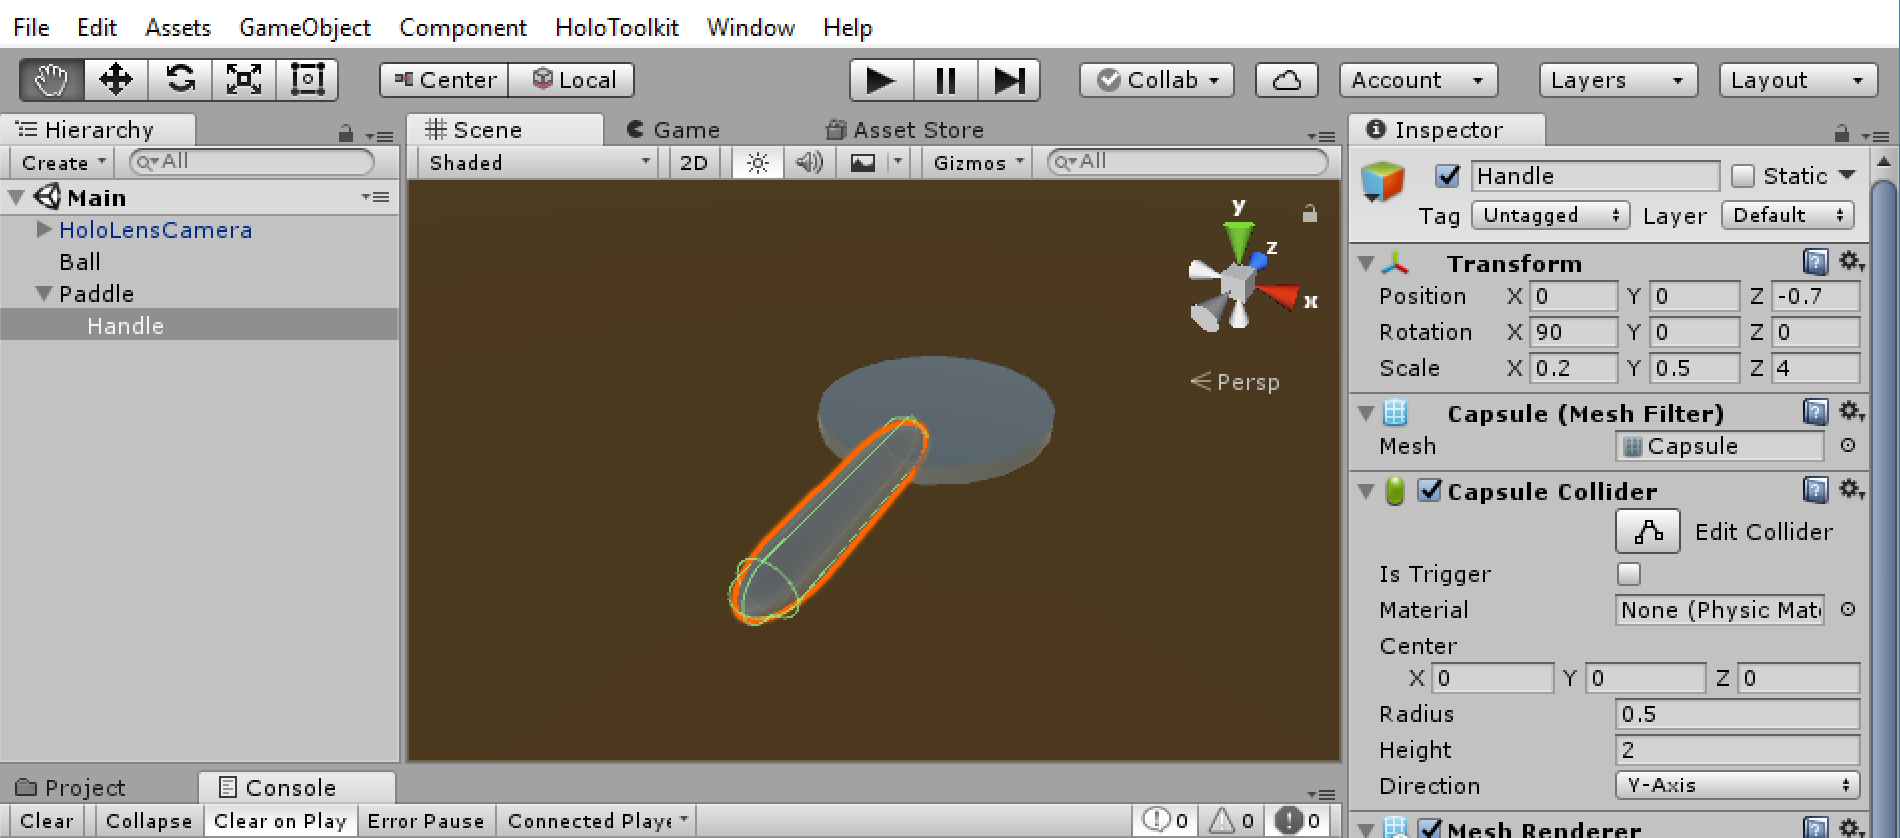 File Edit Assets GameObject Component HoloToolkit Window Help
Center Local Collab Account Layers Layout
Hierarchy
Create All
Main
HoloLensCamera
Ball
Paddle
Handle
Scene Game Asset Store
Shaded 2D Gizmos All
y
z
x
Persp
Inspector
Handle Static
Tag Untagged Layer Default
Transform
Position X 0 Y 0 Z -0.7
Rotation X 90 Y 0 Z 0
Scale X 0.2 Y 0.5 Z 4
Capsule (Mesh Filter)
Mesh Capsule
Capsule Collider
Edit Collider
Is Trigger
Material None (Physic Mat
Center
X 0 Y 0 Z 0
Radius 0.5
Height 2
Direction Y-Axis
Mesh Renderer
Project Console
Clear Collapse Clear on Play Error Pause Connected Playe 0 0 0